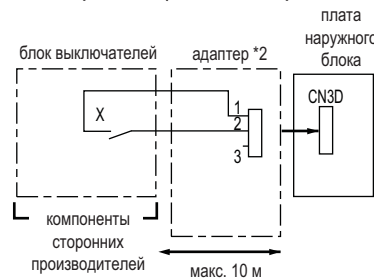 плата
наружного
блока
блок выключателей
адаптер *2
CN3D
X
1
2
3
компоненты
сторонних
производителей
макс. 10 м